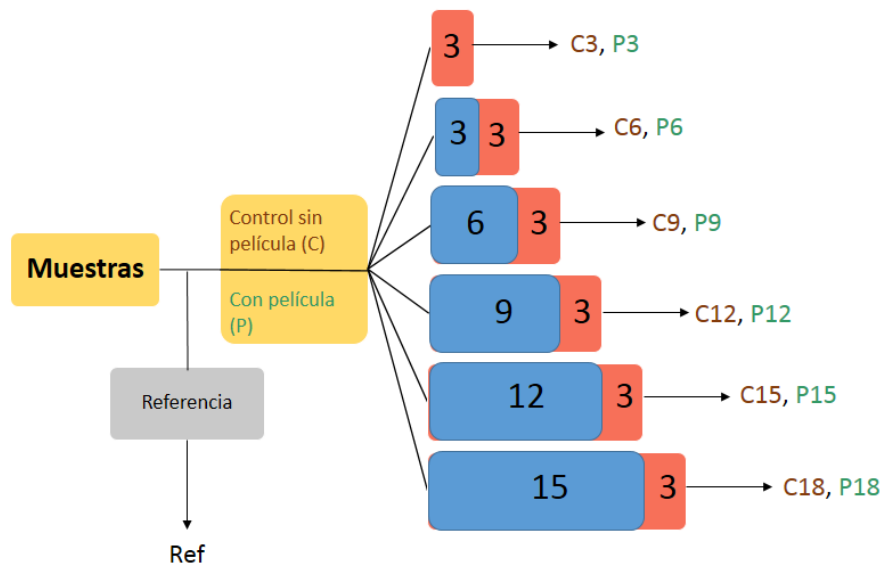 3
C3, P3
3 3
C6, P6
6 3
C9, P9
9 3
C12, P12
12 3
C15, P15
15 3
C18, P18
Muestras
Control sin
película (C)
Con película
(P)
Referencia
Ref